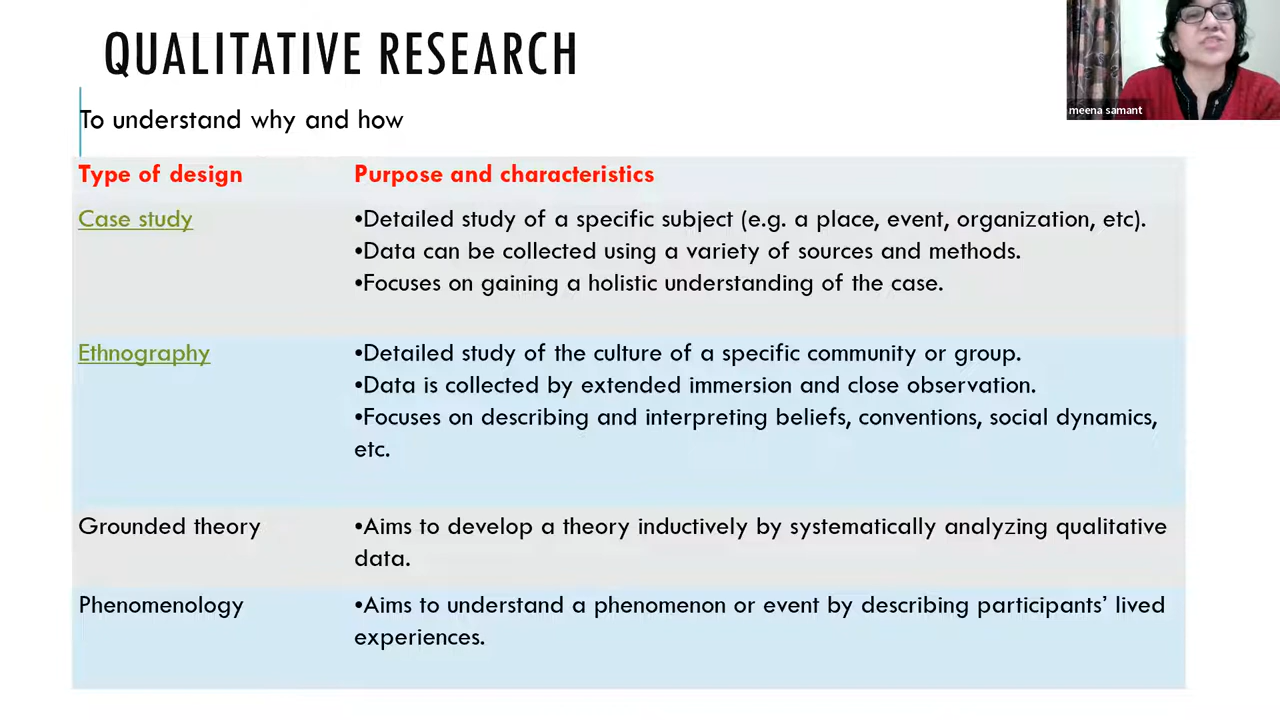 QUALITATIVE RESEARCH
meena samant
To understand why and how
Type of design
Purpose and characteristics
Case study
•Detailed study of a specific subject (e.g. a place, event, organization, etc).
•Data can be collected using a variety of sources and methods.
•Focuses on gaining a holistic understanding of the case.
Ethnography
•Detailed study of the culture of a specific community or group.
•Data is collected by extended immersion and close observation.
•Focuses on describing and interpreting beliefs, conventions, social dynamics,
etc.
Grounded theory
•Aims to develop a theory inductively by systematically analyzing qualitative
data.
Phenomenology
•Aims to understand a phenomenon or event by describing participants’ lived
experiences.